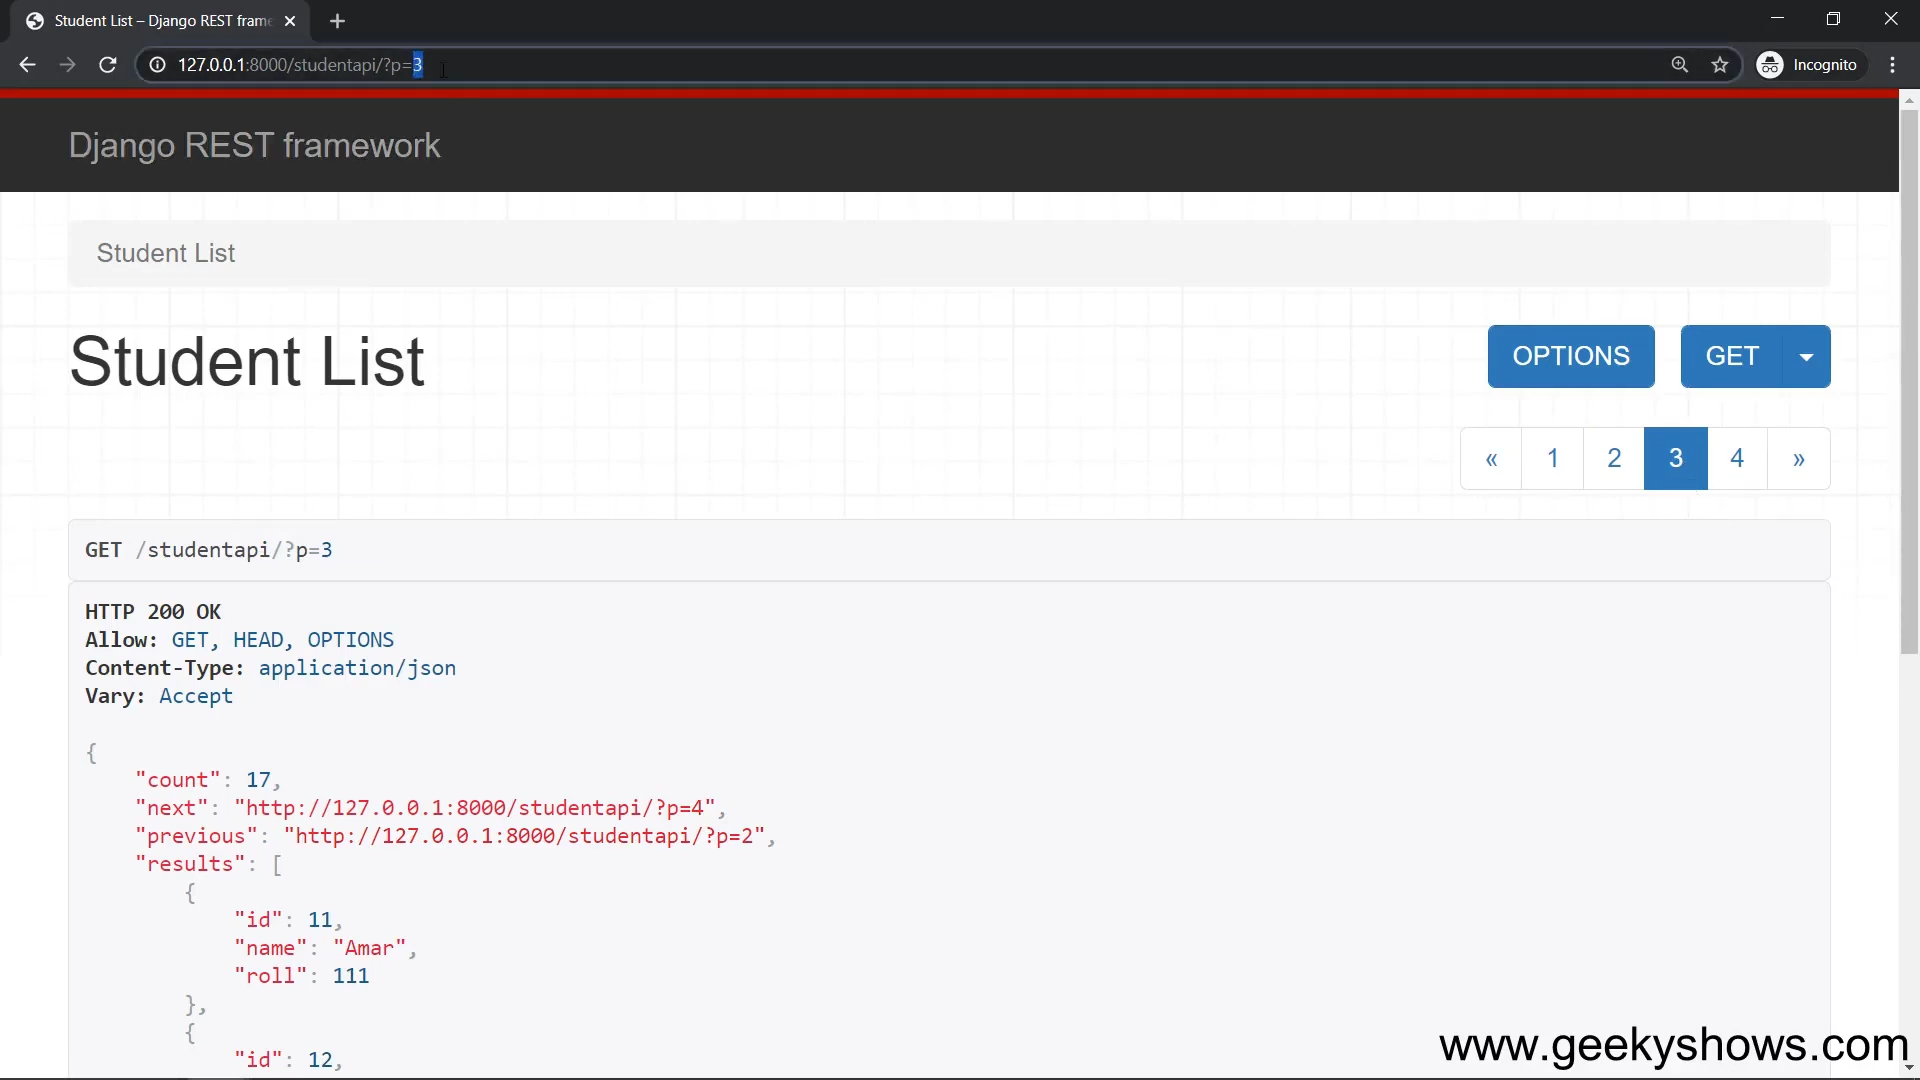 Student List – Django REST frame
127.0.0.1:8000/studentapi/?p=3
Incognito
Django REST framework
Student List
Student List
OPTIONS GET
« 1 2 3 4 »
GET /studentapi/?p=3
HTTP 200 OK
Allow: GET, HEAD, OPTIONS
Content-Type: application/json
Vary: Accept
{
"count": 17,
"next": "http://127.0.0.1:8000/studentapi/?p=4",
"previous": "http://127.0.0.1:8000/studentapi/?p=2",
"results": [
{
"id": 11,
"name": "Amar",
"roll": 111
},
{
"id": 12,
www.geekyshows.com